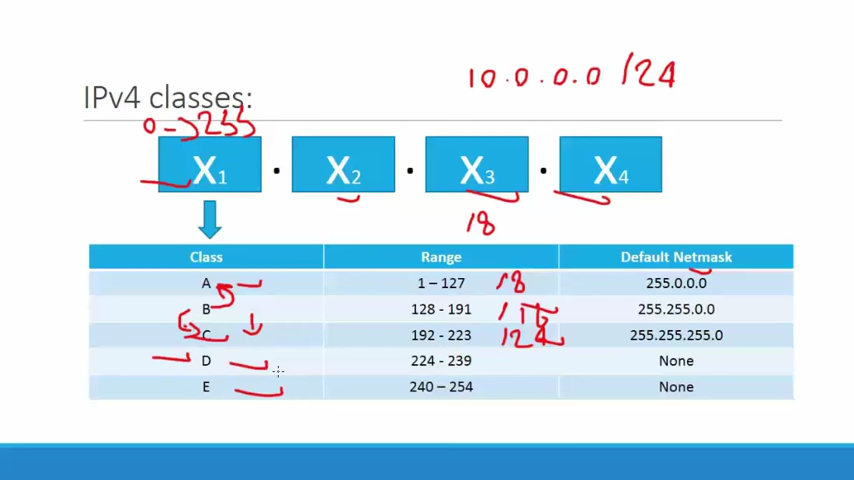 10.0.0.0 /24
IPv4 classes:
0 -> 255
X1 . X2 . X3 . X4
/8
Class Range Default Netmask
A 1 – 127 /8 255.0.0.0
B 128 - 191 /16 255.255.0.0
C 192 - 223 /24 255.255.255.0
D 224 - 239 None
E 240 – 254 None